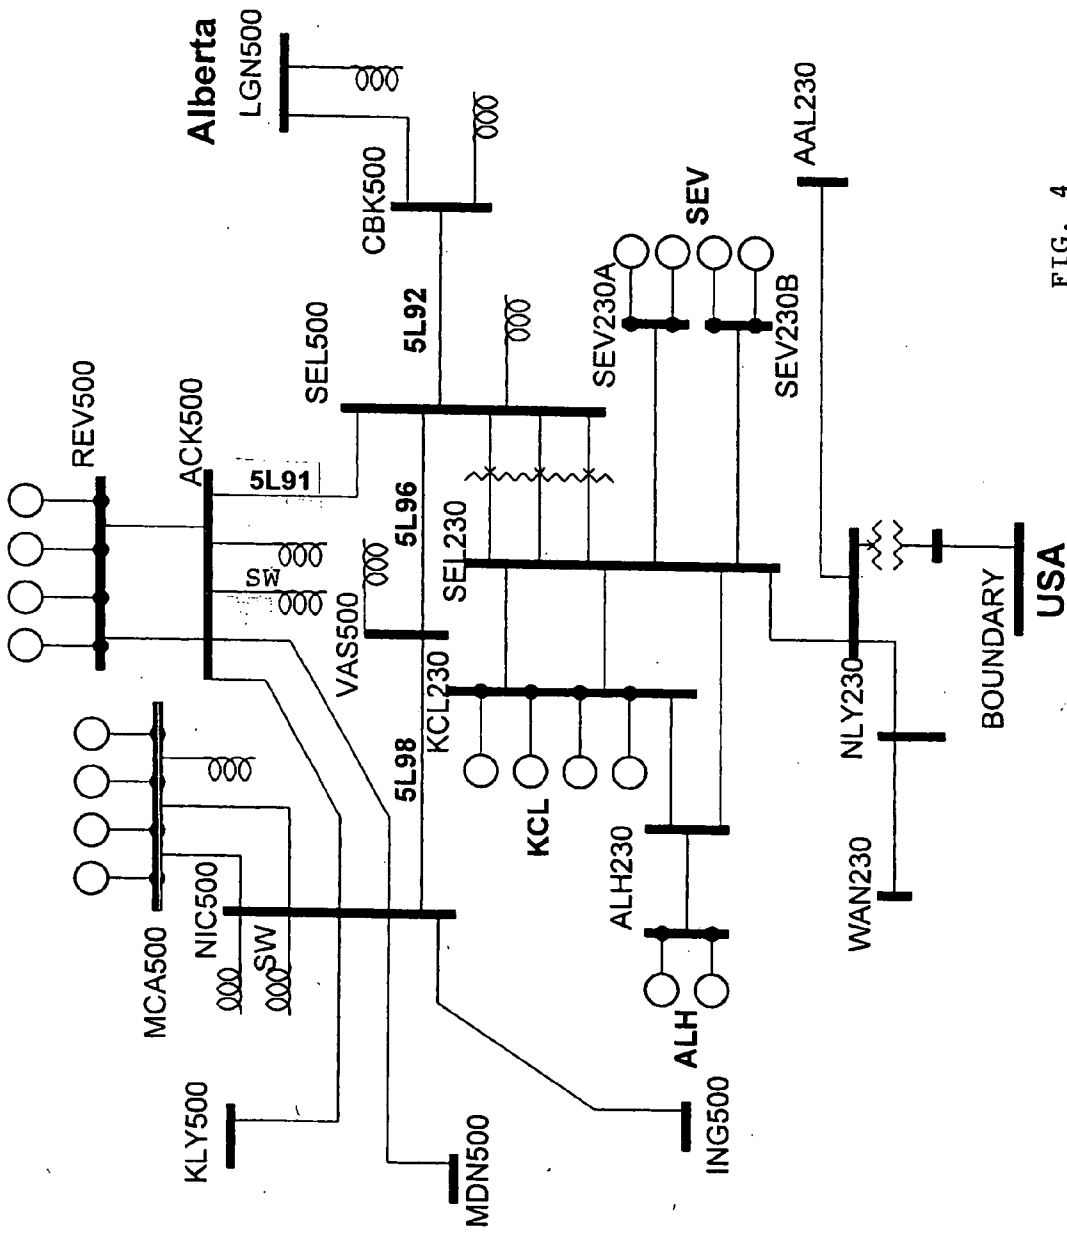 Alberta
LGN500
CBK500
5L92
SEL500
REV500
ACK500
5L91
SW
5L96
VAS500
SEL230
SEV230A
SEV
SEV230B
AAL230
FIG. 4
KCL230
5L98
KCL
MCA500
NIC500
SW
KLY500
MDN500
ING500
ALH230
ALH
WAN230
NLY230
BOUNDARY
USA